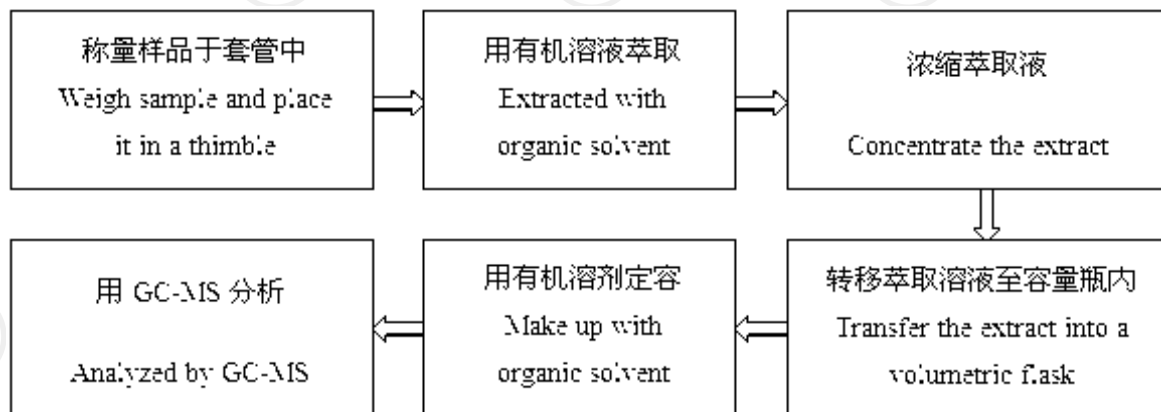 称量样品于套管中
Weigh sample and place
it in a thimble
用有机溶液萃取
Extracted with
organic solvent
浓缩萃取液
Concentrate the extract
转移萃取溶液至容量瓶内
Transfer the extract into a
volumetric flask
用有机溶剂定容
Make up with
organic solvent
用 GC-MS 分析
Analyzed by GC-MS